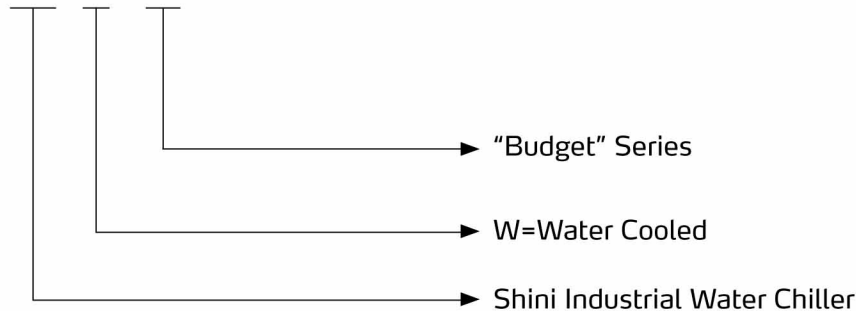 “Budget” Series
W=Water Cooled
Shini Industrial Water Chiller